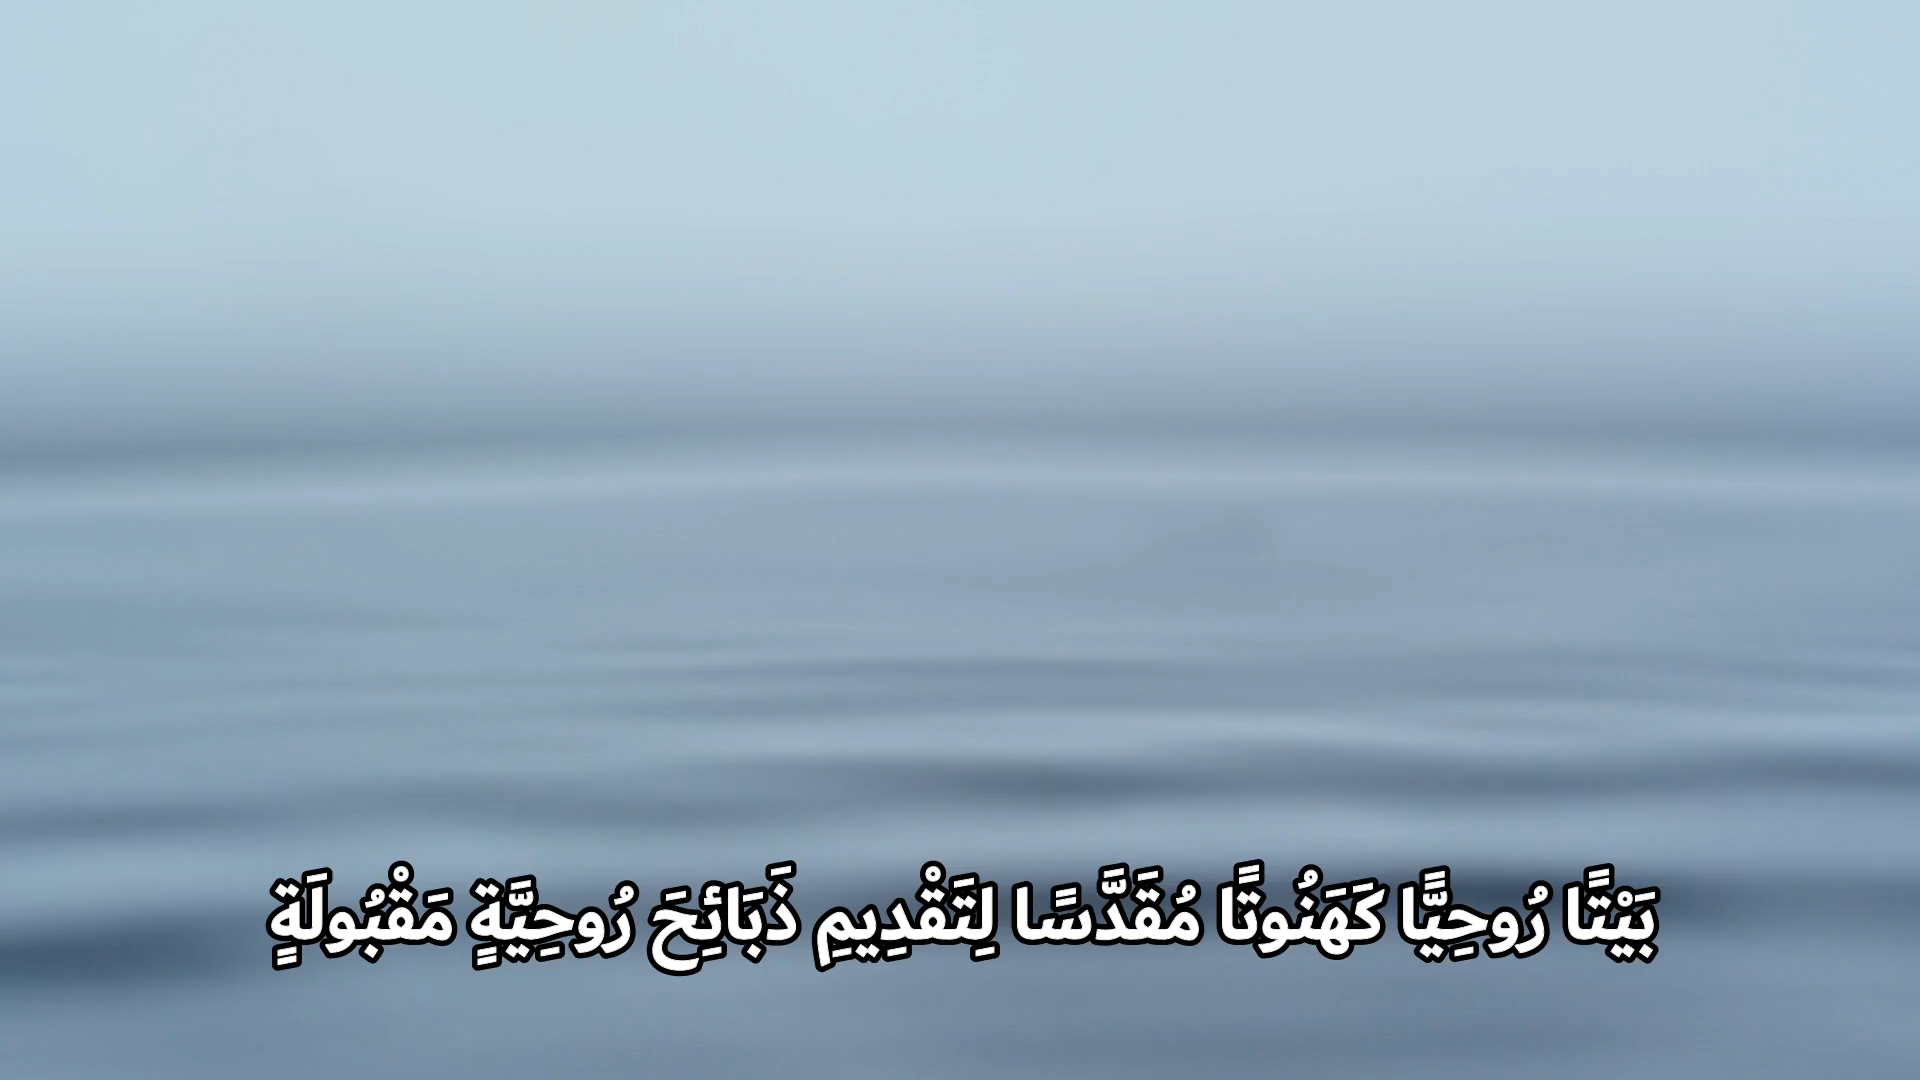 بَيْتًا رُوحِيًّا كَهَنُوتًا مُقَدَّسًا لِتَقْدِيمِ ذَبَائِحَ رُوحِيَّةٍ مَقْبُولَةٍ